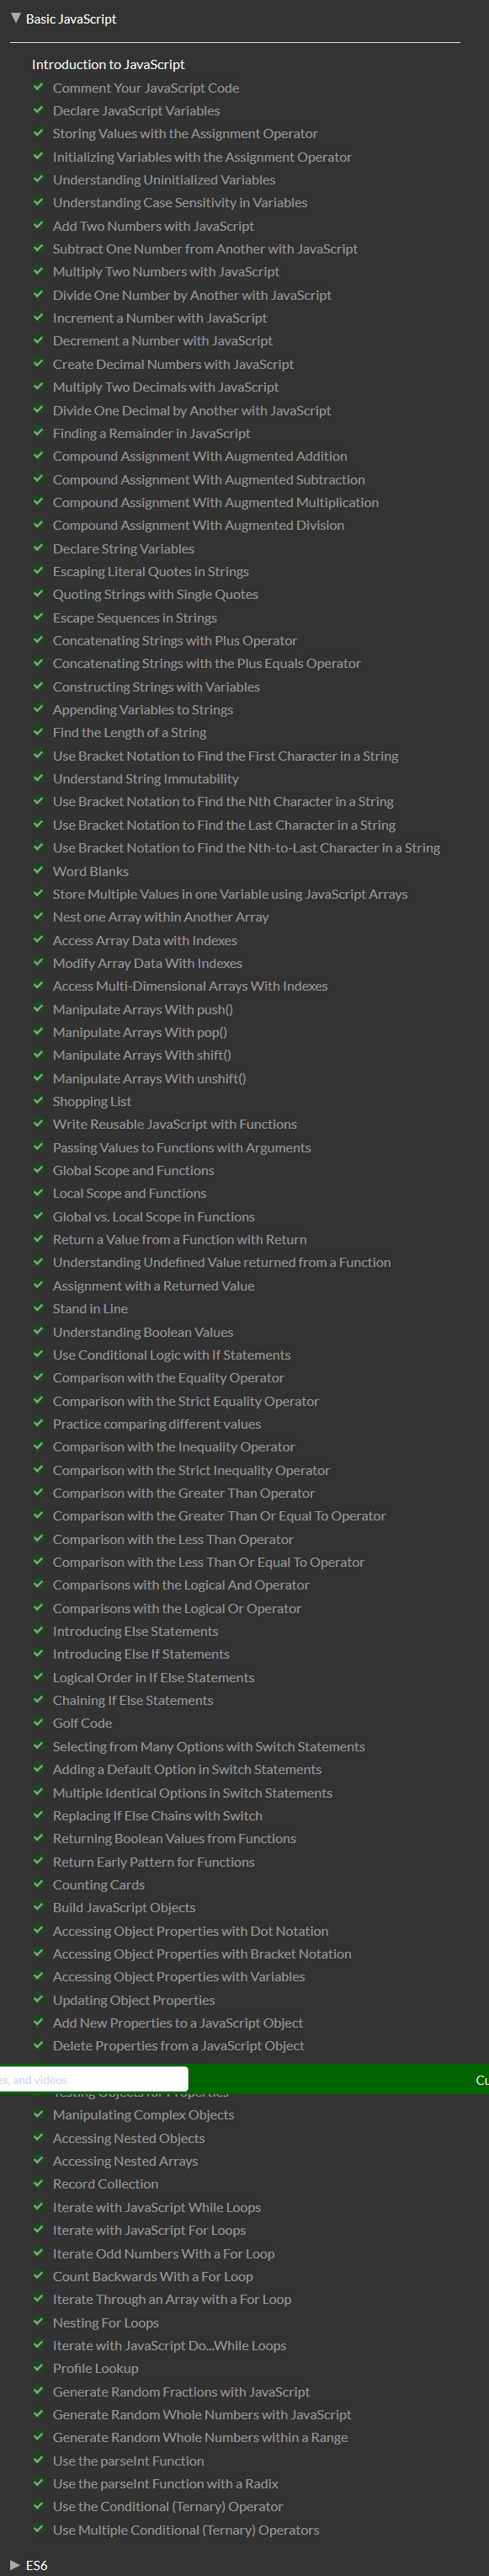 Basic JavaScript
Introduction to JavaScript
Comment Your JavaScript Code
Declare JavaScript Variables
Storing Values with the Assignment Operator
Initializing Variables with the Assignment Operator
Understanding Uninitialized Variables
Understanding Case Sensitivity in Variables
Add Two Numbers with JavaScript
Subtract One Number from Another with JavaScript
Multiply Two Numbers with JavaScript
Divide One Number by Another with JavaScript
Increment a Number with JavaScript
Decrement a Number with JavaScript
Create Decimal Numbers with JavaScript
Multiply Two Decimals with JavaScript
Divide One Decimal by Another with JavaScript
Finding a Remainder in JavaScript
Compound Assignment With Augmented Addition
Compound Assignment With Augmented Subtraction
Compound Assignment With Augmented Multiplication
Compound Assignment With Augmented Division
Declare String Variables
Escaping Literal Quotes in Strings
Quoting Strings with Single Quotes
Escape Sequences in Strings
Concatenating Strings with Plus Operator
Concatenating Strings with the Plus Equals Operator
Constructing Strings with Variables
Appending Variables to Strings
Find the Length of a String
Use Bracket Notation to Find the First Character in a String
Understand String Immutability
Use Bracket Notation to Find the Nth Character in a String
Use Bracket Notation to Find the Last Character in a String
Use Bracket Notation to Find the Nth-to-Last Character in a String
Word Blanks
Store Multiple Values in one Variable using JavaScript Arrays
Nest one Array within Another Array
Access Array Data with Indexes
Modify Array Data With Indexes
Access Multi-Dimensional Arrays With Indexes
Manipulate Arrays With push()
Manipulate Arrays With pop()
Manipulate Arrays With shift()
Manipulate Arrays With unshift()
Shopping List
Write Reusable JavaScript with Functions
Passing Values to Functions with Arguments
Global Scope and Functions
Local Scope and Functions
Global vs. Local Scope in Functions
Return a Value from a Function with Return
Understanding Undefined Value returned from a Function
Assignment with a Returned Value
Stand in Line
Understanding Boolean Values
Use Conditional Logic with If Statements
Comparison with the Equality Operator
Comparison with the Strict Equality Operator
Practice comparing different values
Comparison with the Inequality Operator
Comparison with the Strict Inequality Operator
Comparison with the Greater Than Operator
Comparison with the Greater Than Or Equal To Operator
Comparison with the Less Than Operator
Comparison with the Less Than Or Equal To Operator
Comparisons with the Logical And Operator
Comparisons with the Logical Or Operator
Introducing Else Statements
Introducing Else If Statements
Logical Order in If Else Statements
Chaining If Else Statements
Golf Code
Selecting from Many Options with Switch Statements
Adding a Default Option in Switch Statements
Multiple Identical Options in Switch Statements
Replacing If Else Chains with Switch
Returning Boolean Values from Functions
Return Early Pattern for Functions
Counting Cards
Build JavaScript Objects
Accessing Object Properties with Dot Notation
Accessing Object Properties with Bracket Notation
Accessing Object Properties with Variables
Updating Object Properties
Add New Properties to a JavaScript Object
Delete Properties from a JavaScript Object
es, and videos
Cu
Testing Objects for Properties
Manipulating Complex Objects
Accessing Nested Objects
Accessing Nested Arrays
Record Collection
Iterate with JavaScript While Loops
Iterate with JavaScript For Loops
Iterate Odd Numbers With a For Loop
Count Backwards With a For Loop
Iterate Through an Array with a For Loop
Nesting For Loops
Iterate with JavaScript Do...While Loops
Profile Lookup
Generate Random Fractions with JavaScript
Generate Random Whole Numbers with JavaScript
Generate Random Whole Numbers within a Range
Use the parseInt Function
Use the parseInt Function with a Radix
Use the Conditional (Ternary) Operator
Use Multiple Conditional (Ternary) Operators
ES6